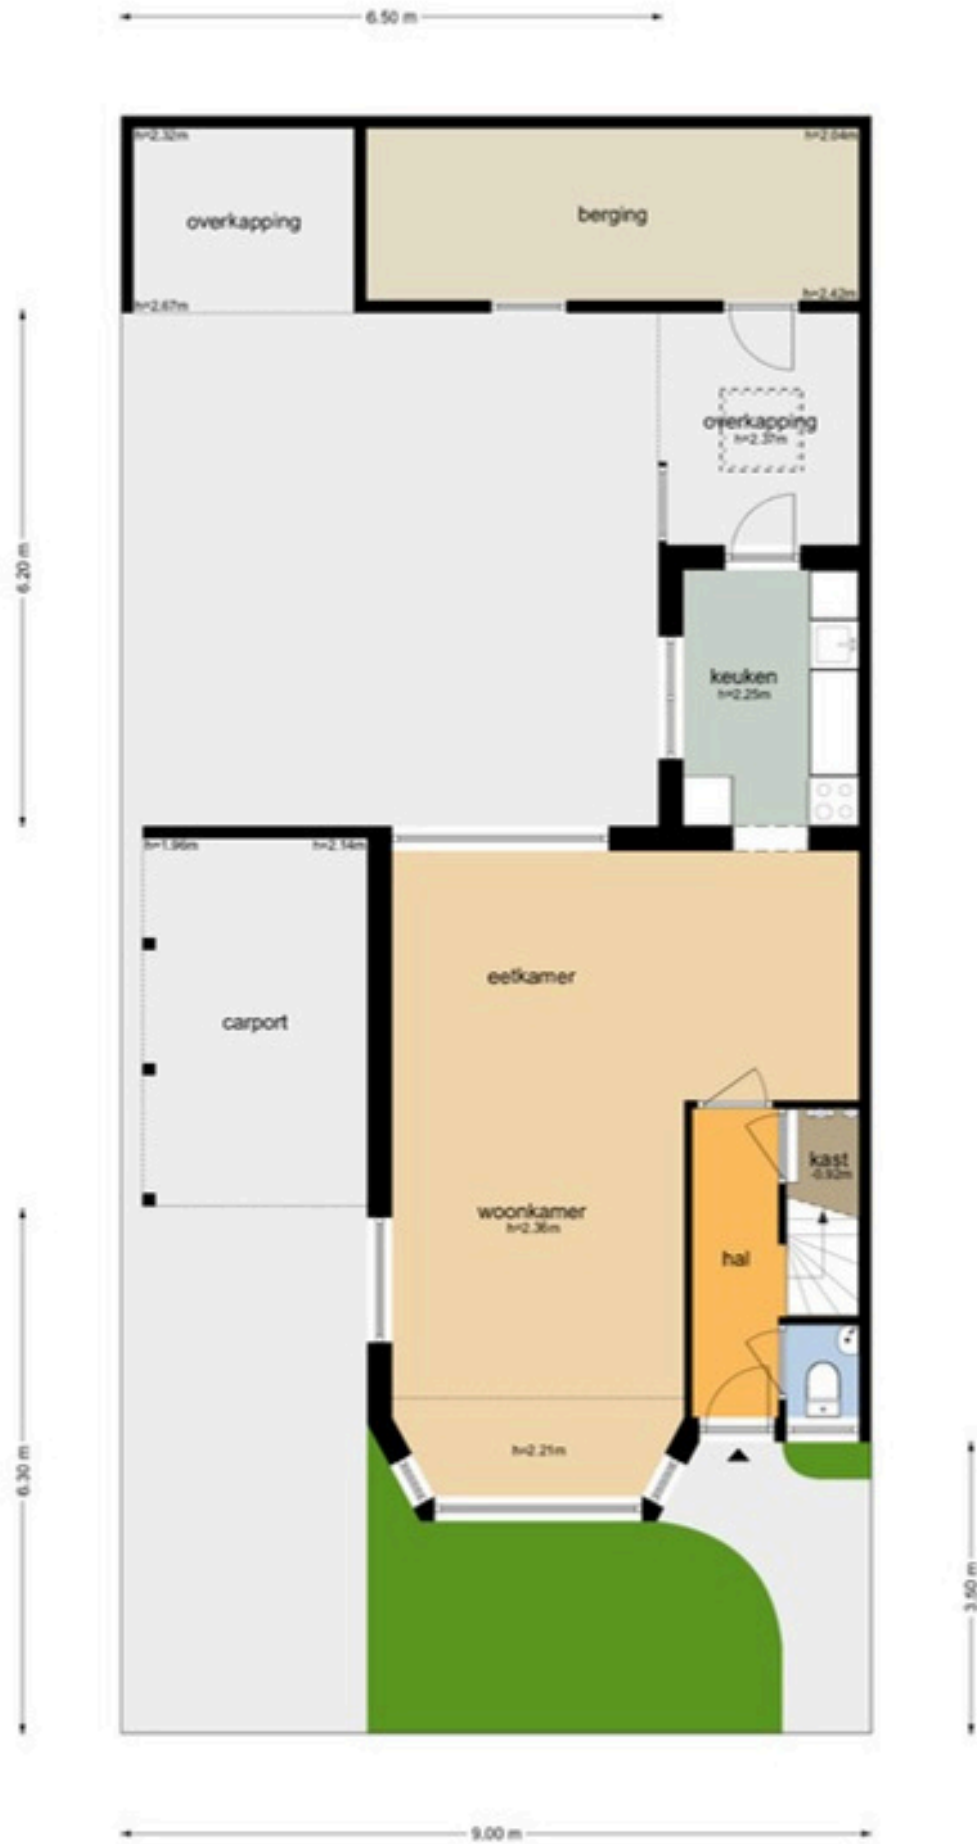 6.50 m
h=2.32m
h=2.04m
overkapping
berging
h=2.67m
h=2.42m
overkapping
h=2.37m
6.20 m
keuken
h=2.25m
h=1.96m
h=2.14m
eetkamer
carport
kast
-0.92m
woonkamer
h=2.36m
hal
h=2.21m
6.30 m
3.50 m
9.00 m